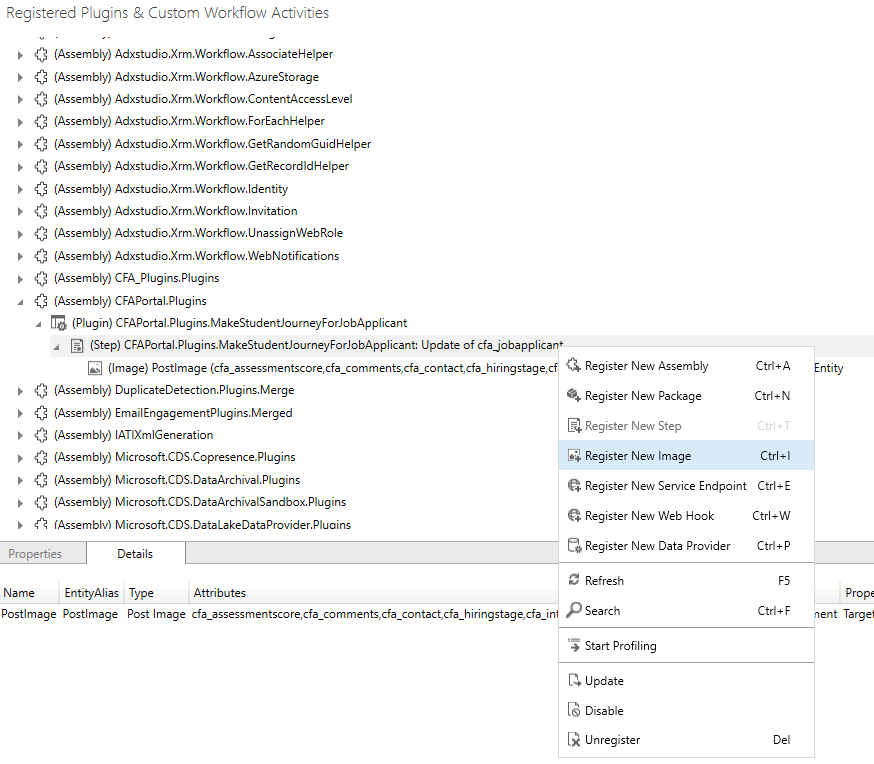 Registered Plugins & Custom Workflow Activities
(Assembly) Adxstudio.Xrm.Workflow.AssociateHelper
(Assembly) Adxstudio.Xrm.Workflow.AzureStorage
(Assembly) Adxstudio.Xrm.Workflow.ContentAccessLevel
(Assembly) Adxstudio.Xrm.Workflow.ForEachHelper
(Assembly) Adxstudio.Xrm.Workflow.GetRandomGuidHelper
(Assembly) Adxstudio.Xrm.Workflow.GetRecordIdHelper
(Assembly) Adxstudio.Xrm.Workflow.Identity
(Assembly) Adxstudio.Xrm.Workflow.Invitation
(Assembly) Adxstudio.Xrm.Workflow.UnassignWebRole
(Assembly) Adxstudio.Xrm.Workflow.WebNotifications
(Assembly) CFA_Plugins.Plugins
(Assembly) CFAPortal.Plugins
(Plugin) CFAPortal.Plugins.MakeStudentJourneyForJobApplicant
(Step) CFAPortal.Plugins.MakeStudentJourneyForJobApplicant: Update of cfa_jobapplicant
(Image) PostImage (cfa_assessmentscore,cfa_comments,cfa_contact,cfa_hiringstage,cf Entity
(Assembly) DuplicateDetection.Plugins.Merge
(Assembly) EmailEngagementPlugins.Merged
(Assembly) IATIXmlGeneration
(Assembly) Microsoft.CDS.Copresence.Plugins
(Assembly) Microsoft.CDS.DataArchival.Plugins
(Assembly) Microsoft.CDS.DataArchivalSandbox.Plugins
(Assembly) Microsoft.CDS.DataLakeDataProvider.Plugins
Register New Assembly Ctrl+A
Register New Package Ctrl+N
Register New Step Ctrl+T
Register New Image Ctrl+I
Register New Service Endpoint Ctrl+E
Register New Web Hook Ctrl+W
Register New Data Provider Ctrl+P
Refresh F5
Search Ctrl+F
Start Profiling
Update
Disable
Unregister Del
Properties Details
Name EntityAlias Type Attributes Prope
PostImage PostImage Post Image cfa_assessmentscore,cfa_comments,cfa_contact,cfa_hiringstage,cfa_int ment Target